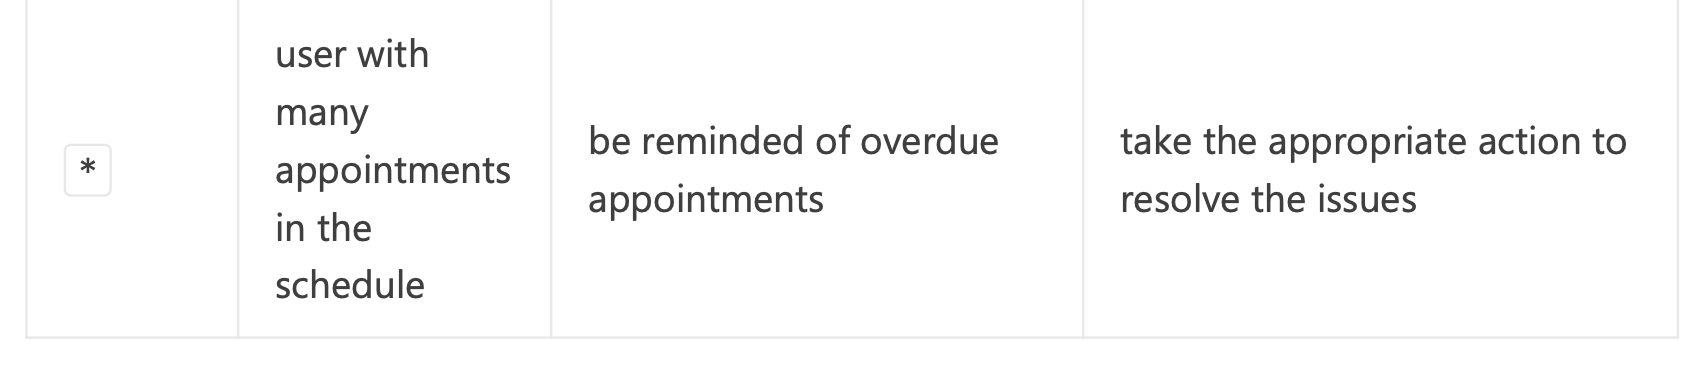 *
user with
many
appointments
in the
schedule
be reminded of overdue
appointments
take the appropriate action to
resolve the issues